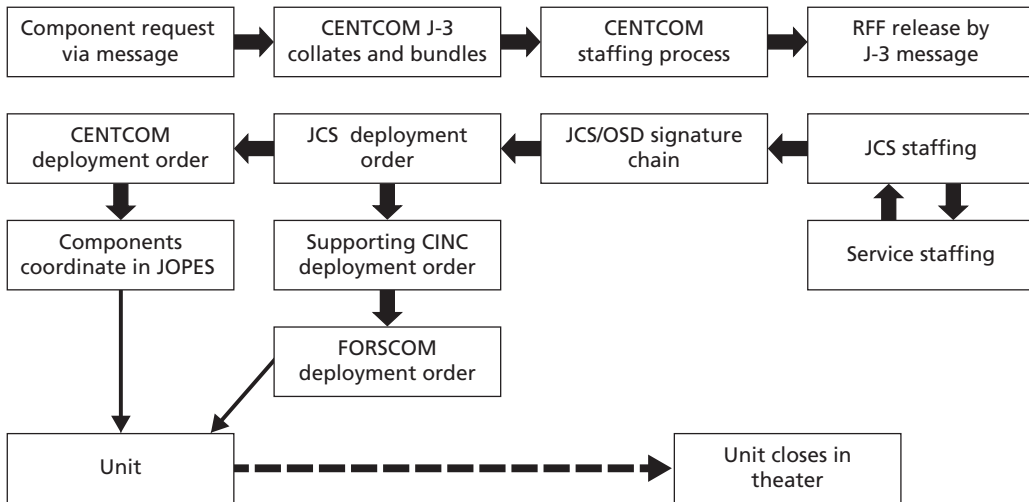 Component request
via message
CENTCOM J-3
collates and bundles
CENTCOM
staffing process
RFF release by
J-3 message
CENTCOM
deployment order
JCS deployment
order
JCS/OSD signature
chain
JCS staffing
Components
coordinate in JOPES
Supporting CINC
deployment order
Service staffing
FORSCOM
deployment order
Unit
Unit closes in
theater